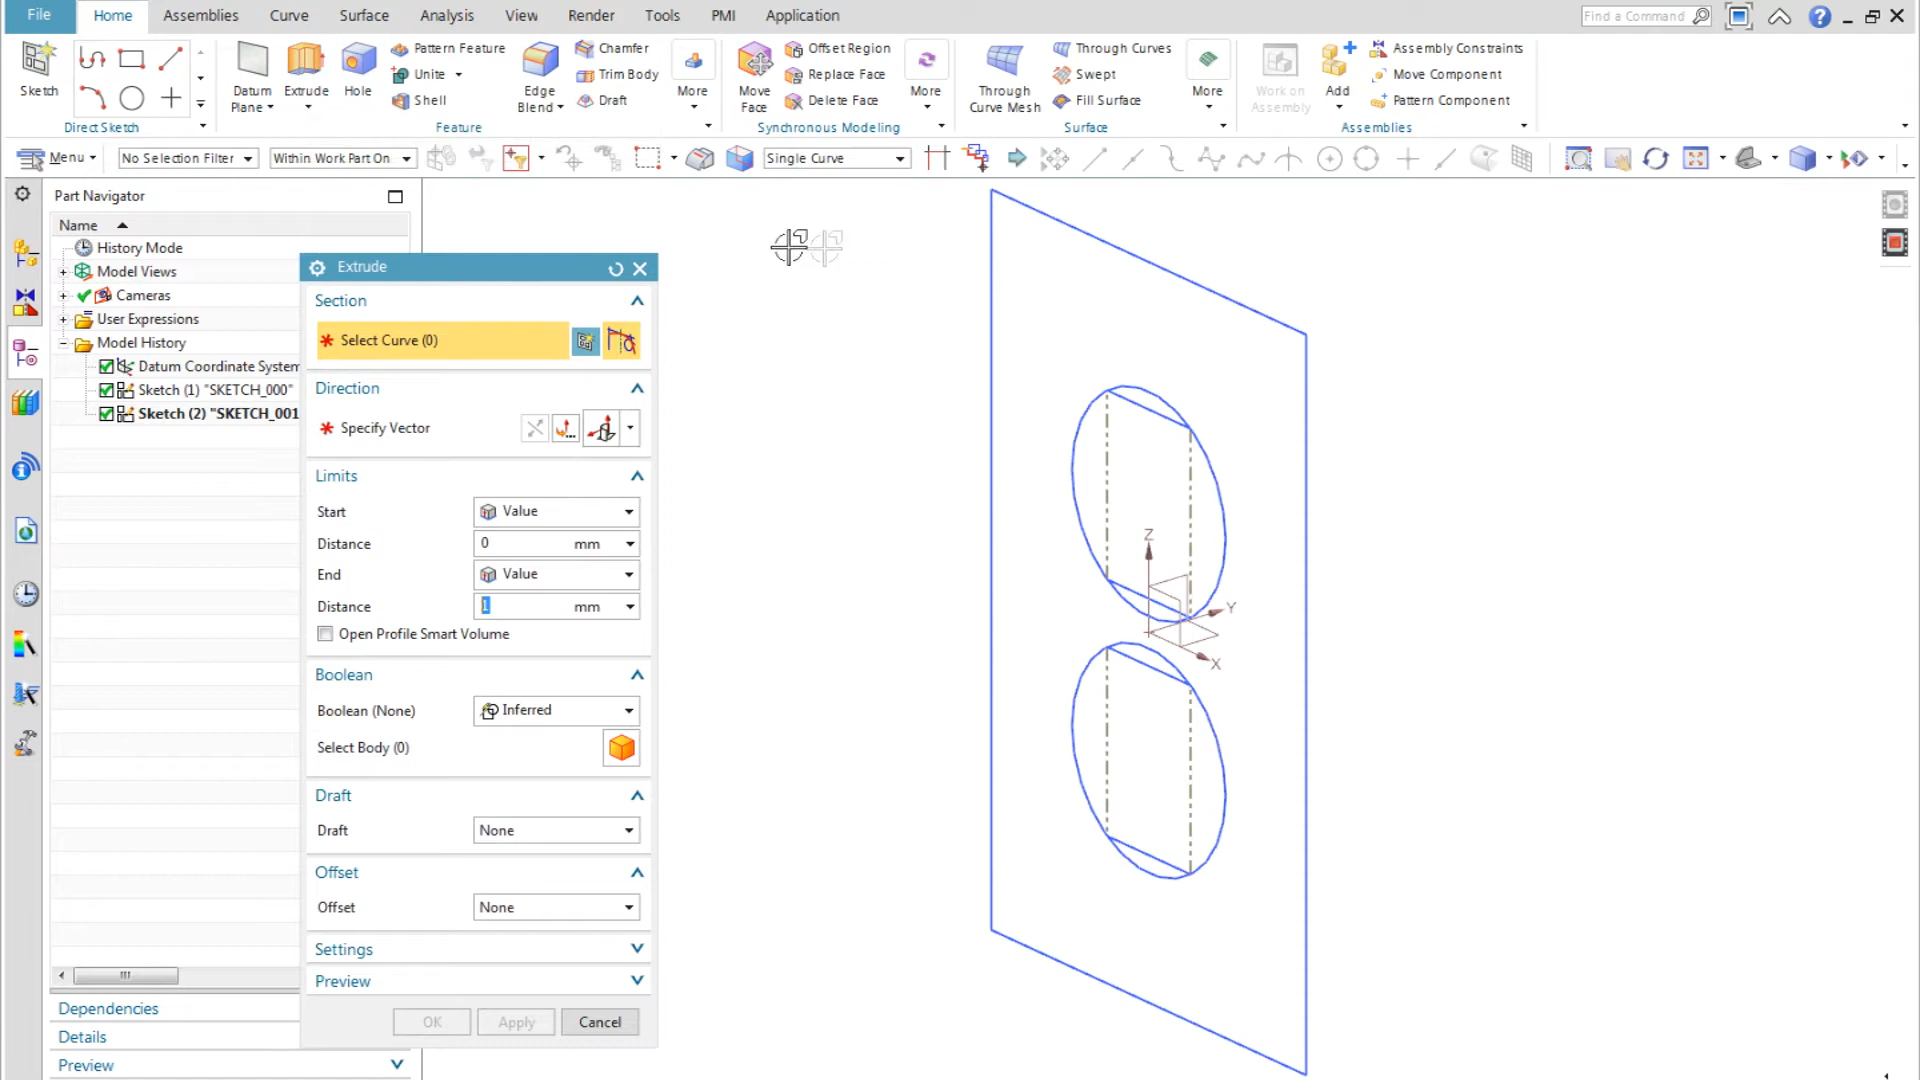 File
Home
Assemblies
Curve
Surface
Analysis
View
Render
Tools
PMI
Application
Find a Command
Sketch
Direct Sketch
Datum
Plane
Extrude
Hole
Pattern Feature
Unite
Shell
Edge
Blend
Chamfer
Trim Body
Draft
More
Feature
Move
Face
Offset Region
Replace Face
Delete Face
More
Synchronous Modeling
Through
Curve Mesh
Through Curves
Swept
Fill Surface
More
Surface
Work on
Assembly
Add
Assembly Constraints
Move Component
Pattern Component
Assemblies
Menu
No Selection Filter
Within Work Part On
Single Curve
Part Navigator
Name
History Mode
Model Views
Cameras
User Expressions
Model History
Datum Coordinate System
Sketch (1) "SKETCH_000"
Sketch (2) "SKETCH_001
Dependencies
Details
Preview
Extrude
Section
* Select Curve (0)
Direction
* Specify Vector
Limits
Start Value
Distance 0 mm
End Value
Distance 1 mm
Open Profile Smart Volume
Boolean
Boolean (None) Inferred
Select Body (0)
Draft
Draft None
Offset
Offset None
Settings
Preview
OK Apply Cancel
Z
Y
X